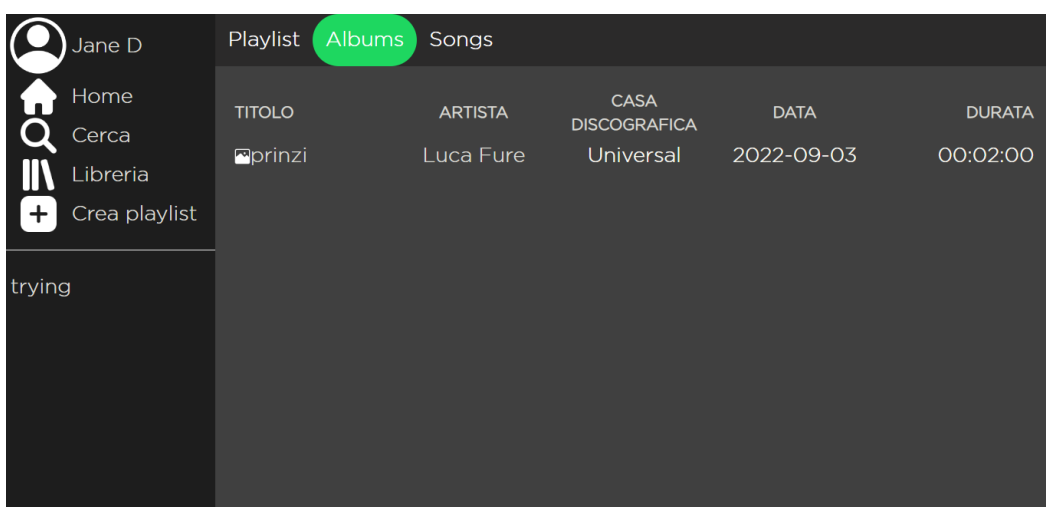 Jane D
Home
Cerca
Libreria
Crea playlist
trying
Playlist Albums Songs
TITOLO ARTISTA CASA DISCOGRAFICA DATA DURATA
prinzi Luca Fure Universal 2022-09-03 00:02:00